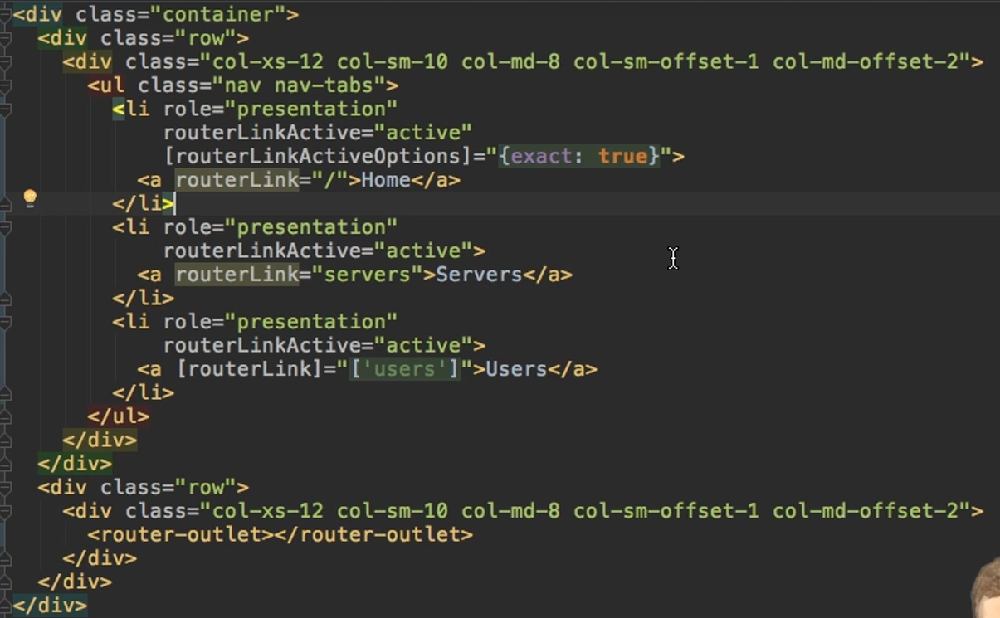 <div class="container">
  <div class="row">
    <div class="col-xs-12 col-sm-10 col-md-8 col-sm-offset-1 col-md-offset-2">
      <ul class="nav nav-tabs">
        <li role="presentation"
            routerLinkActive="active"
            [routerLinkActiveOptions]="{exact: true}">
          <a routerLink="/">Home</a>
        </li>
        <li role="presentation"
            routerLinkActive="active">
          <a routerLink="servers">Servers</a>
        </li>
        <li role="presentation"
            routerLinkActive="active">
          <a [routerLink]="['users']">Users</a>
        </li>
      </ul>
    </div>
  </div>
  <div class="row">
    <div class="col-xs-12 col-sm-10 col-md-8 col-sm-offset-1 col-md-offset-2">
      <router-outlet></router-outlet>
    </div>
  </div>
</div>